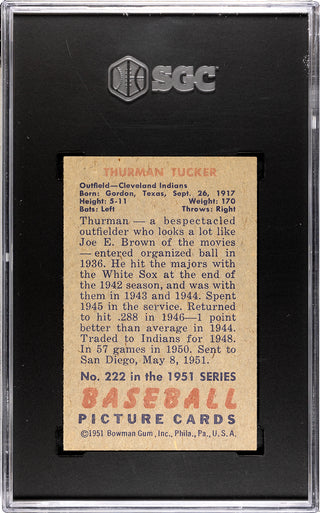 SGC
THURMAN TUCKER
Outfield—Cleveland Indians
Born: Gordon, Texas, Sept. 26, 1917
Height: 5-11 Weight: 170
Bats: Left Throws: Right
Thurman — a bespectacled
outfielder who looks a lot like
Joe E. Brown of the movies
— entered organized ball in
1936. He hit the majors with
the White Sox at the end of
the 1942 season, and was with
them in 1943 and 1944. Spent
1945 in the service. Returned
to hit .288 in 1946—1 point
better than average in 1944.
Traded to Indians for 1948.
In 57 games in 1950. Sent to
San Diego, May 8, 1951.
No. 222 in the 1951 SERIES
BASEBALL
PICTURE CARDS
©1951 Bowman Gum, Inc., Phila., Pa., U. S. A.